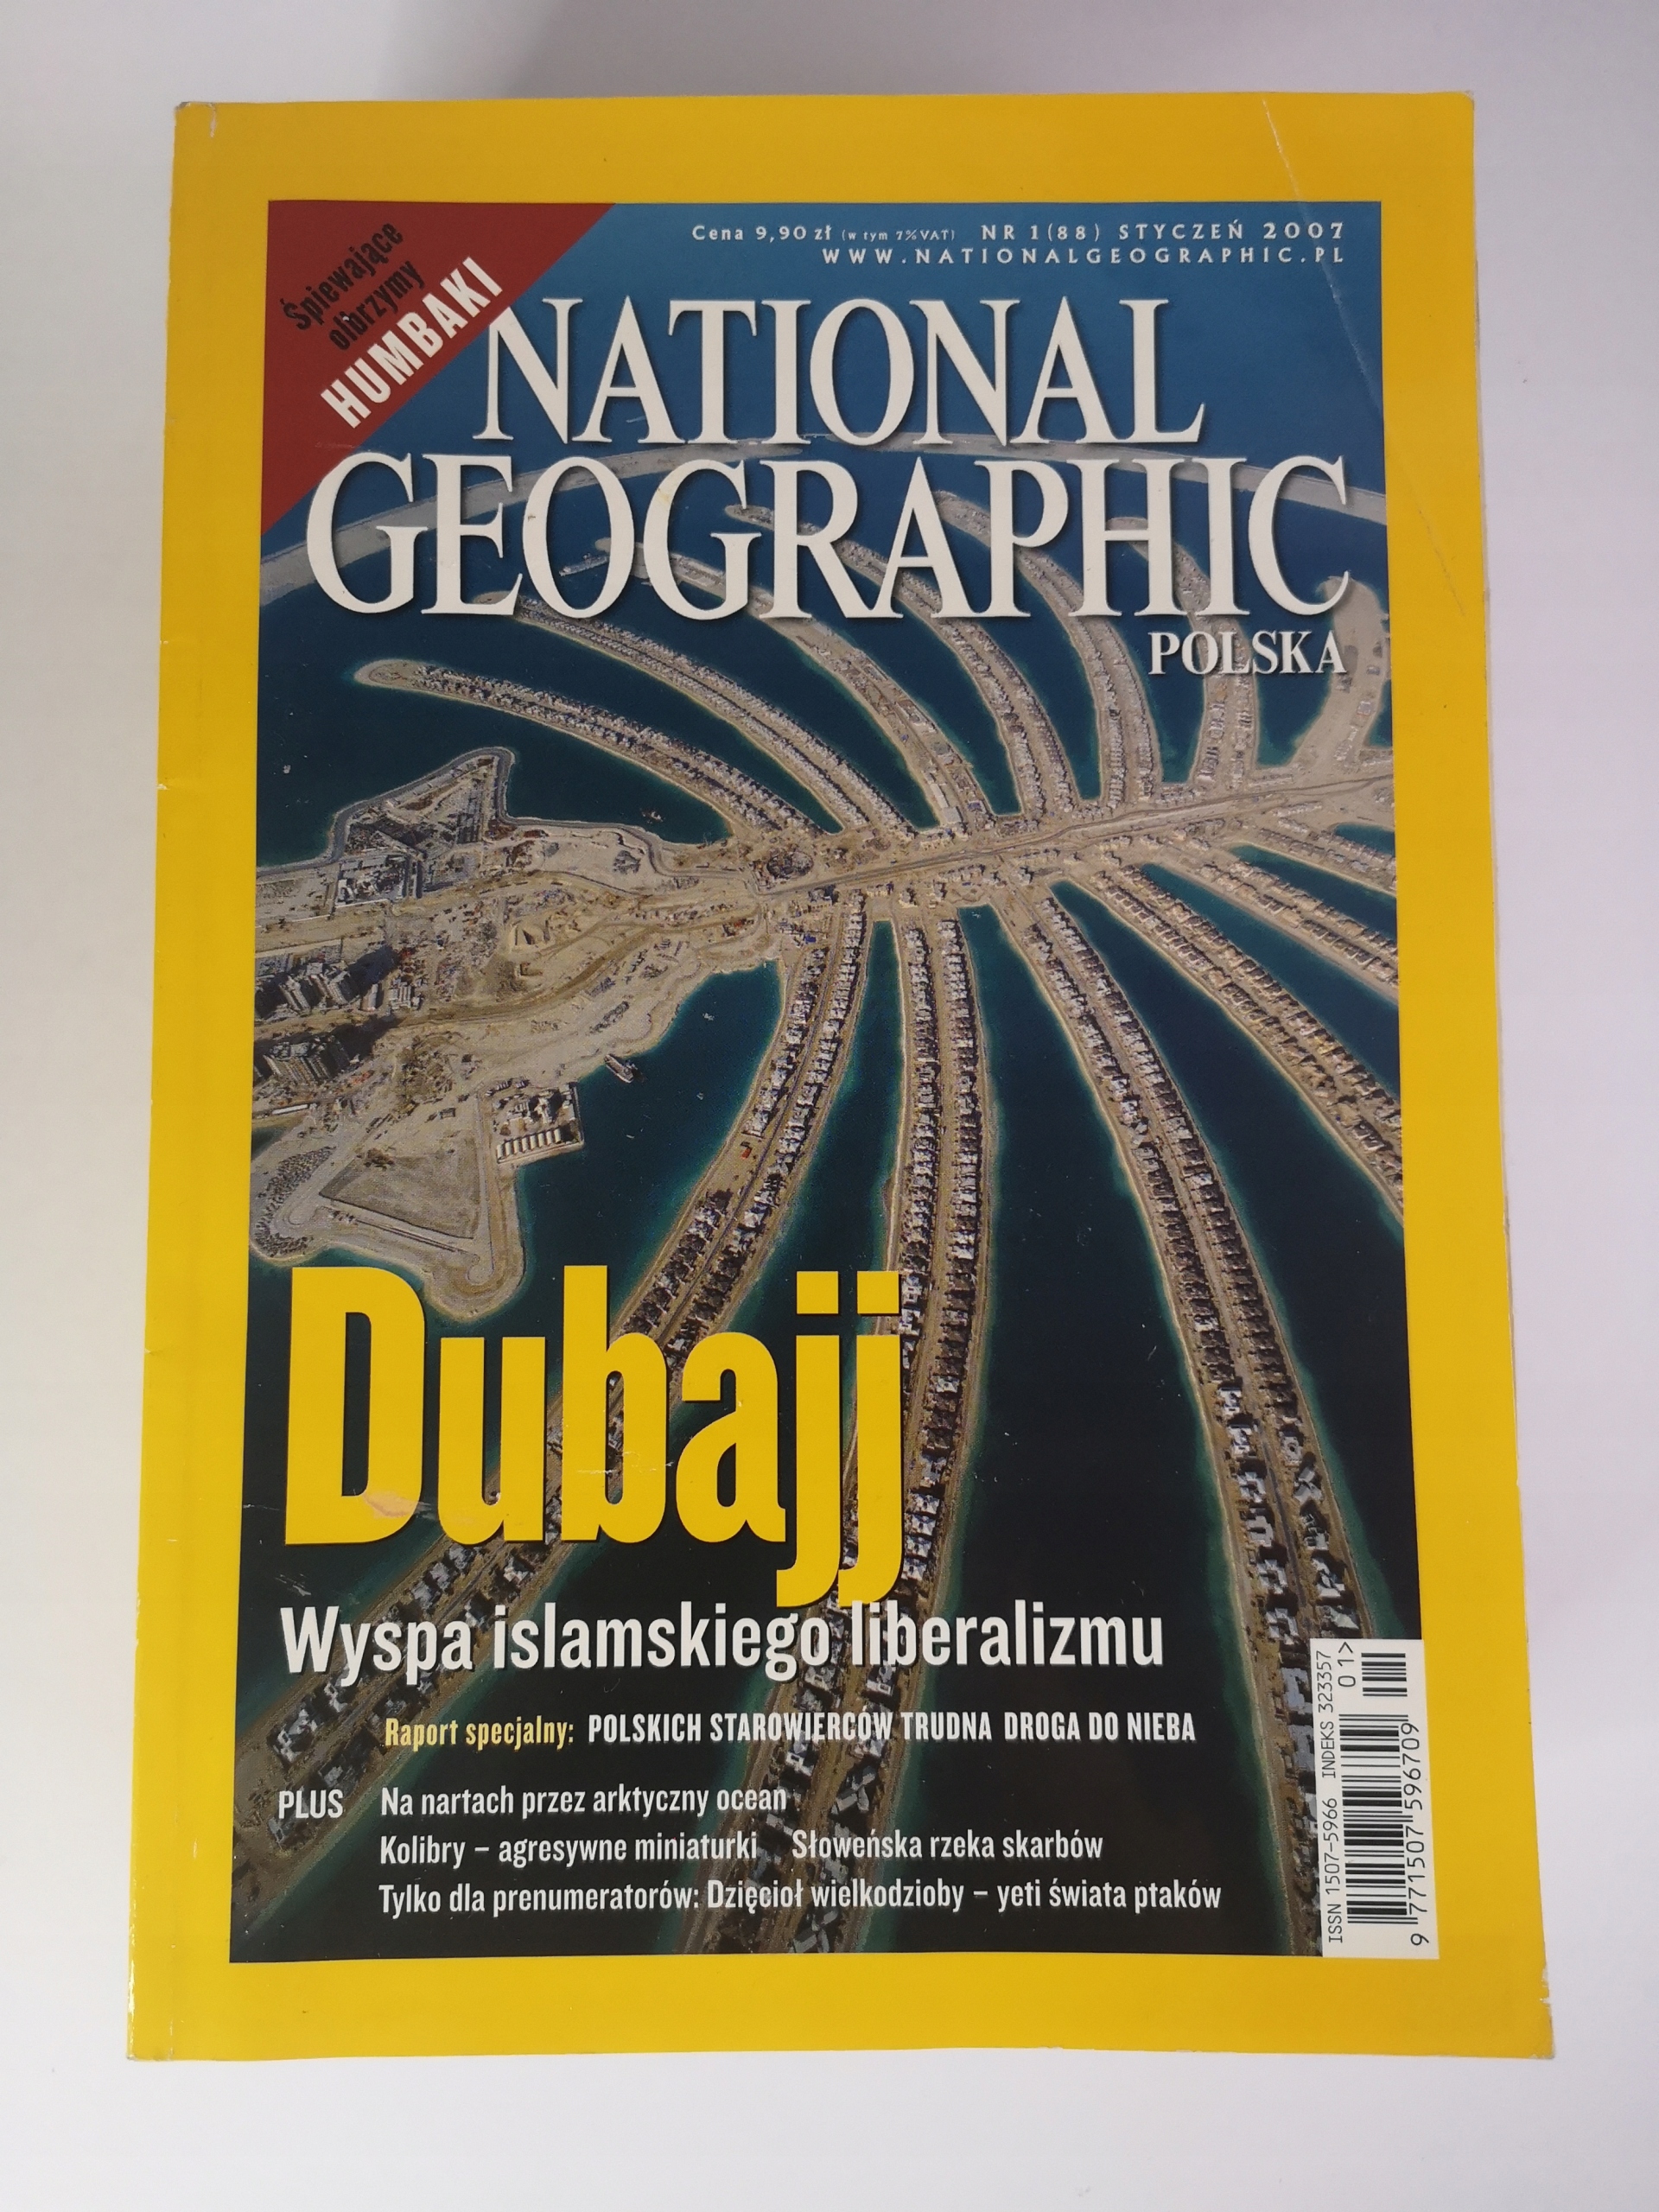 Śpiewające
olbrzymy
HUMBAKI
Cena 9,90 zł (w tym 7% VAT) NR 1(88) STYCZEŃ 2007
WWW.NATIONALGEOGRAPHIC.PL
NATIONAL
GEOGRAPHIC
POLSKA
Dubajj
Wyspa islamskiego liberalizmu
Raport specjalny: POLSKICH STAROWIERCÓW TRUDNA DROGA DO NIEBA
PLUS Na nartach przez arktyczny ocean
Kolibry – agresywne miniaturki Słoweńska rzeka skarbów
Tylko dla prenumeratorów: Dzięcioł wielkodzioby – yeti świata ptaków
ISSN 1507-5966 INDEKS 323357
01>
9 771507 596709